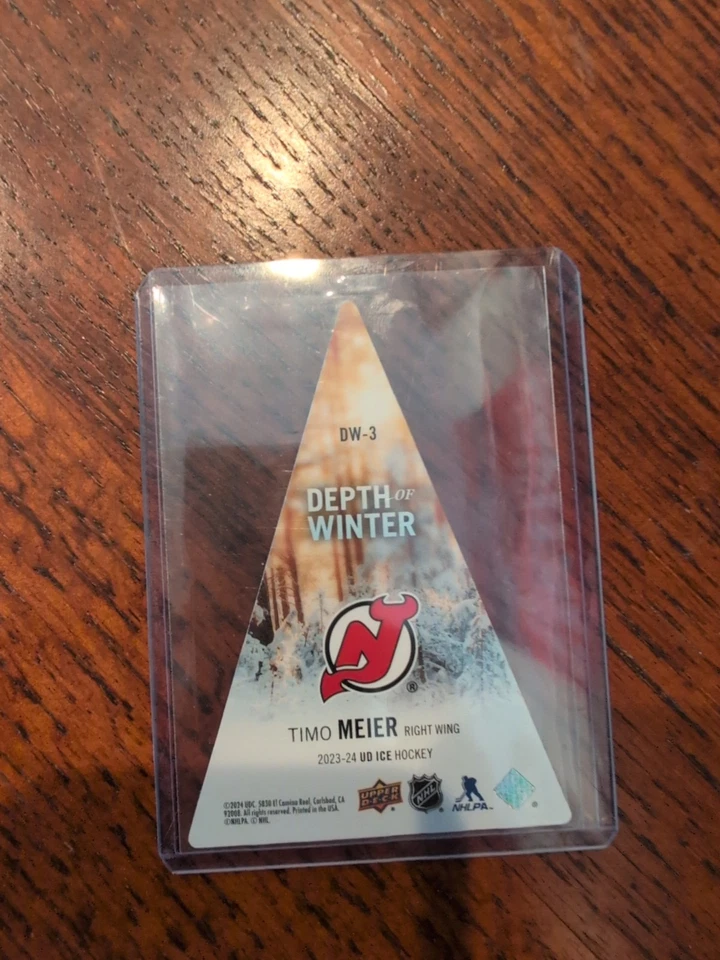 DW-3
DEPTH OF
WINTER
NJ
®
TIMO MEIER RIGHT WING
2023-24 UD ICE HOCKEY
©2024 UDC. 5830 El Camino Real, Carlsbad, CA
92008. All rights reserved. Printed in the USA.
©NHLPA. © NHL.
UPPER
DECK
NHL
NHLPA